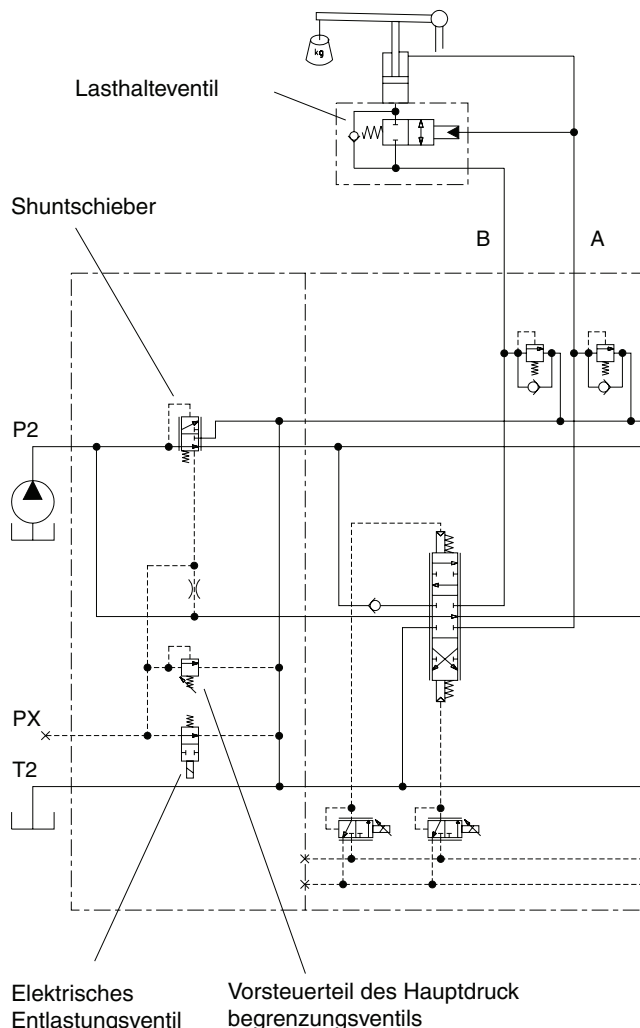 kg
Lasthalteventil
Shuntschieber
B
A
P2
PX
T2
Elektrisches
Entlastungsventil
Vorsteuerteil des Hauptdruck
begrenzungsventils